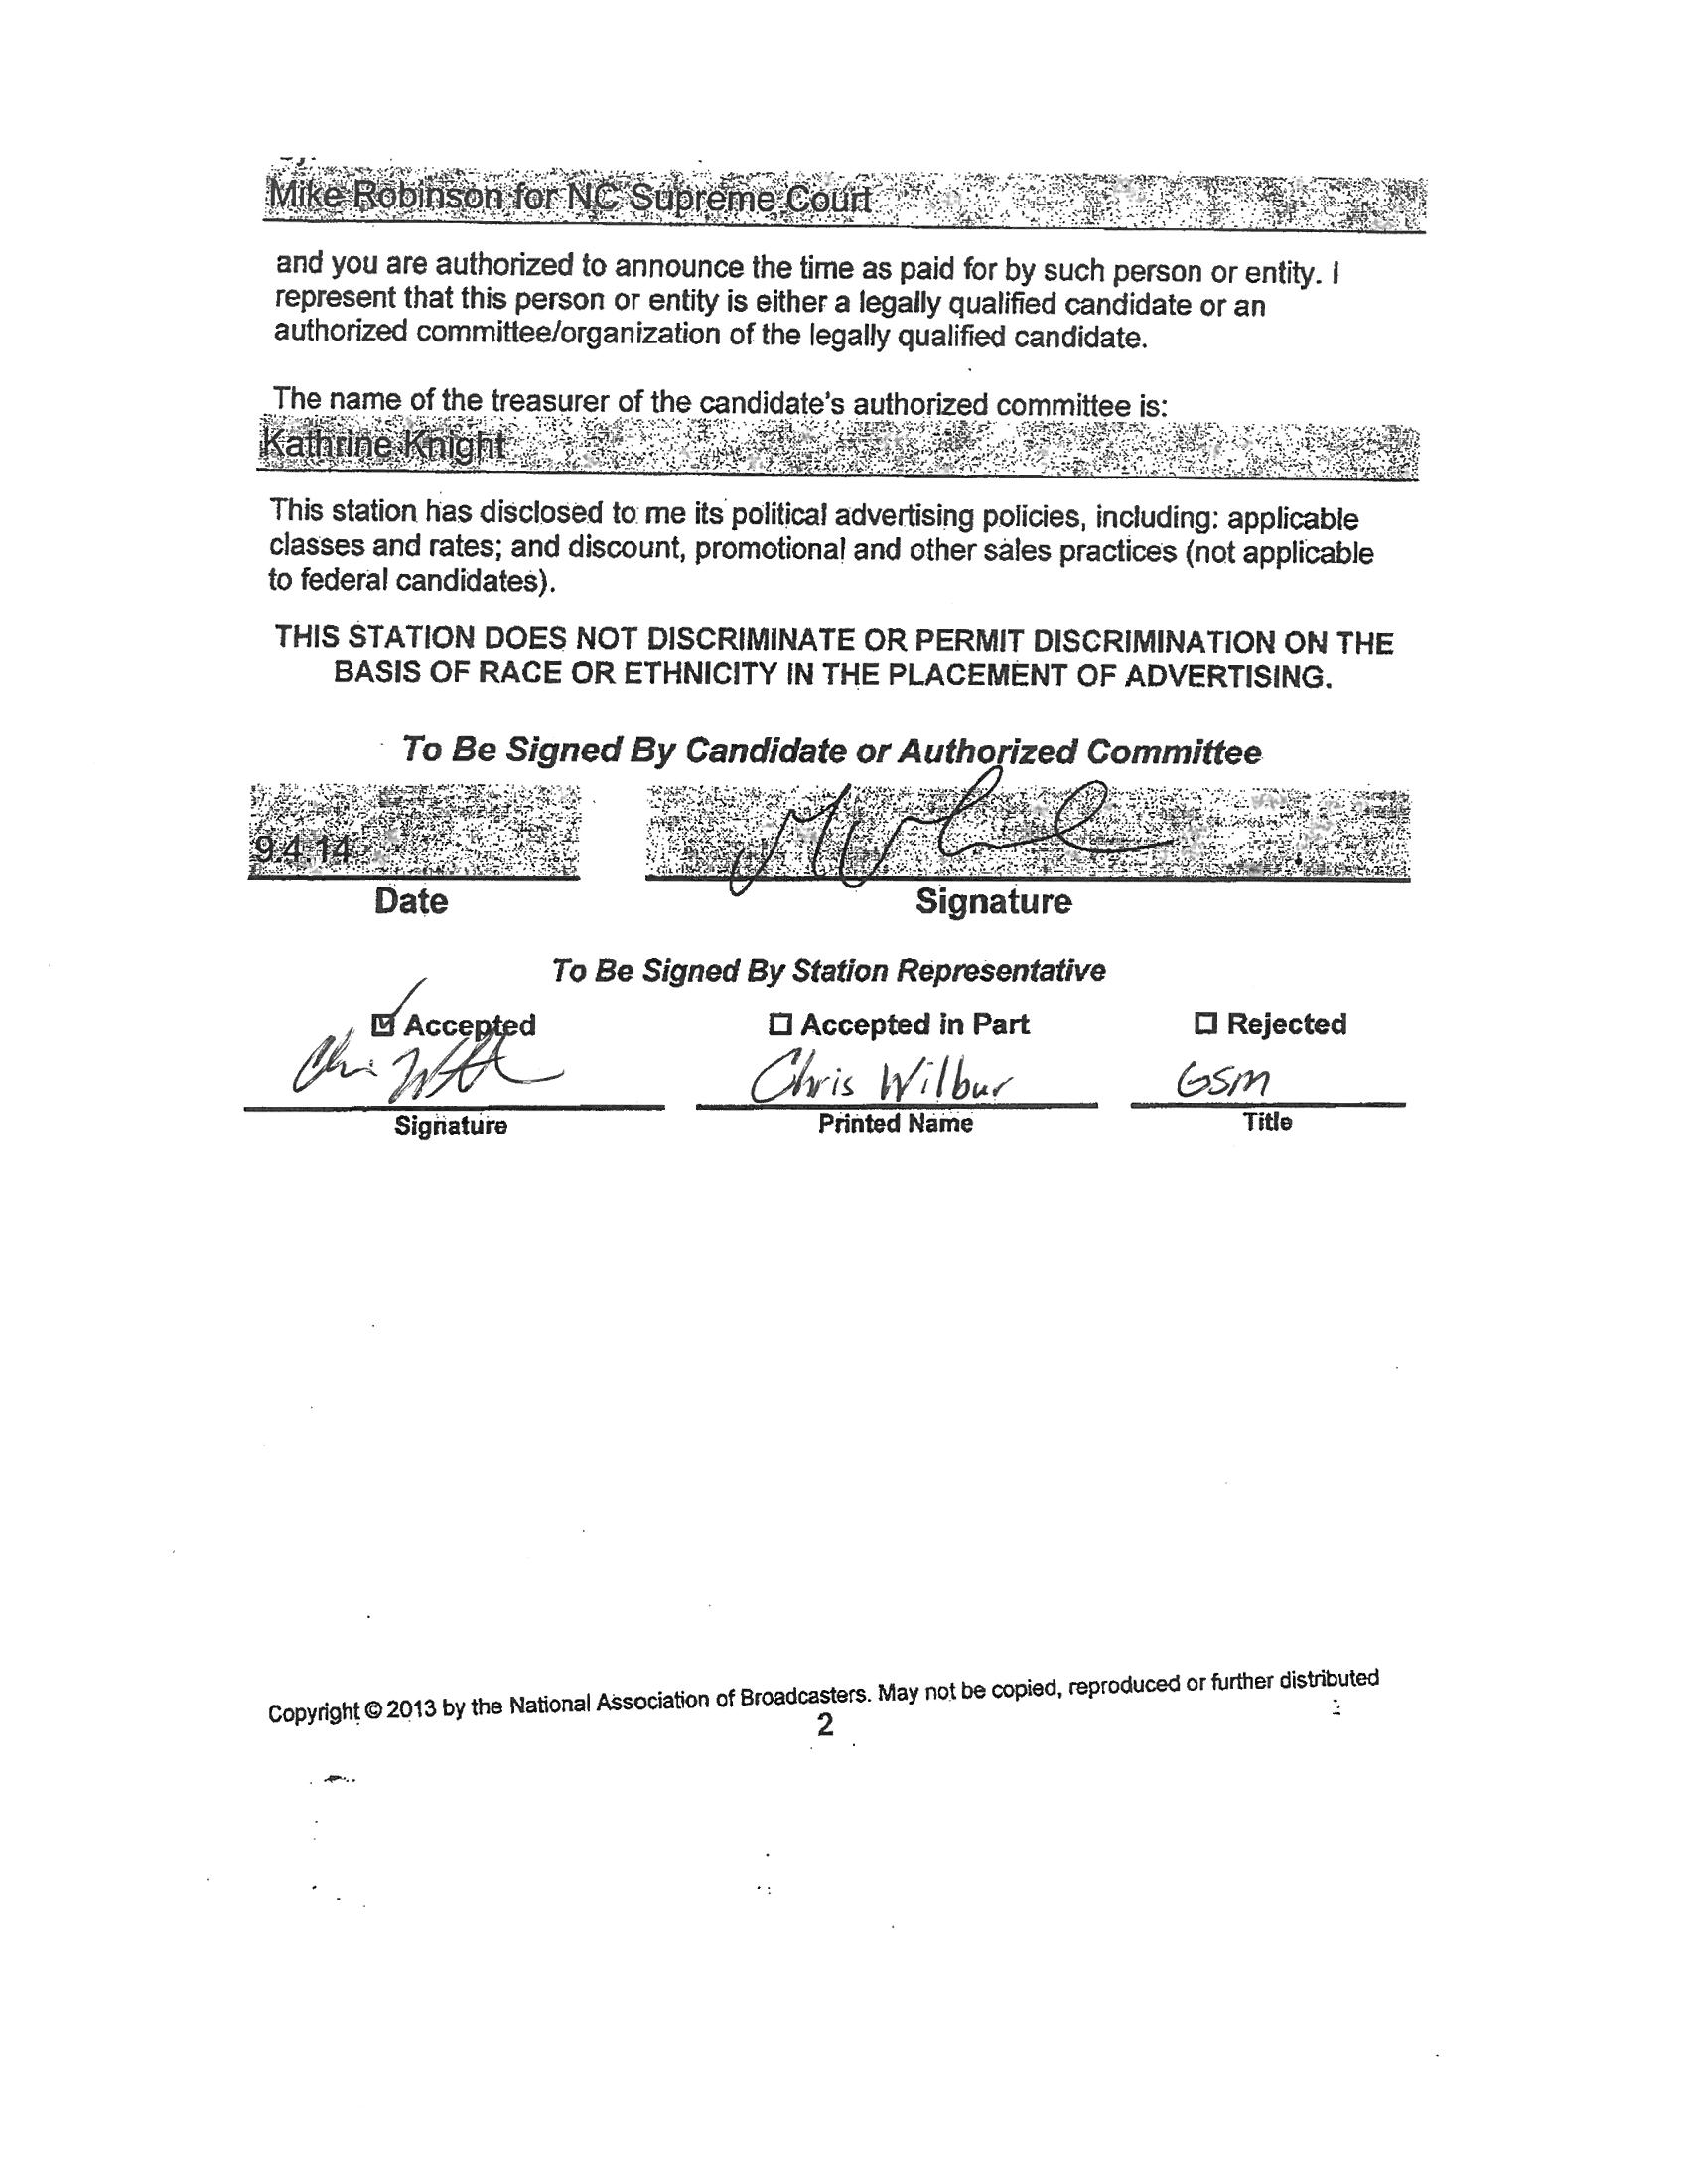 Mike Robinson for NC Supreme Court
and you are authorized to announce the time as paid for by such person or entity. I
represent that this person or entity is either a legally qualified candidate or an
authorized committee/organization of the legally qualified candidate.
The name of the treasurer of the candidate's authorized committee is:
Kathrine Knight
This station has disclosed to me its political advertising policies, including: applicable
classes and rates; and discount, promotional and other sales practices (not applicable
to federal candidates).
THIS STATION DOES NOT DISCRIMINATE OR PERMIT DISCRIMINATION ON THE
BASIS OF RACE OR ETHNICITY IN THE PLACEMENT OF ADVERTISING.
To Be Signed By Candidate or Authorized Committee
9.4.14
Date Signature
To Be Signed By Station Representative
Accepted Accepted in Part Rejected
Chris Wilbur GSM
Signature Printed Name Title
Copyright © 2013 by the National Association of Broadcasters. May not be copied, reproduced or further distributed
2